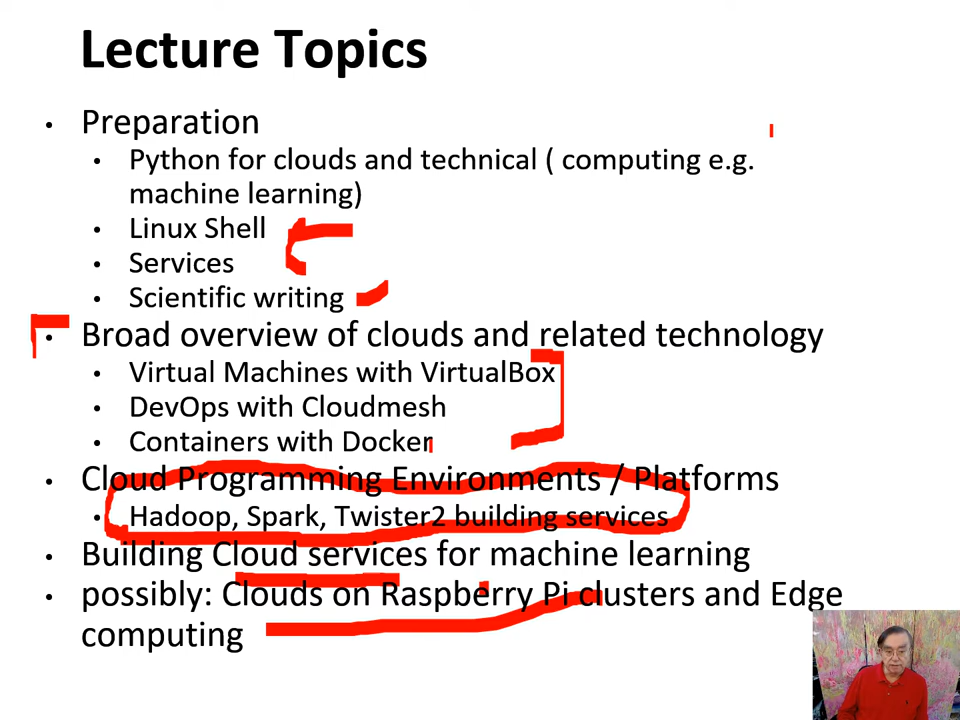 Lecture Topics
• Preparation
• Python for clouds and technical ( computing e.g.
machine learning)
• Linux Shell
• Services
• Scientific writing
• Broad overview of clouds and related technology
• Virtual Machines with VirtualBox
• DevOps with Cloudmesh
• Containers with Docker
• Cloud Programming Environments / Platforms
• Hadoop, Spark, Twister2 building services
• Building Cloud services for machine learning
• possibly: Clouds on Raspberry Pi clusters and Edge
computing